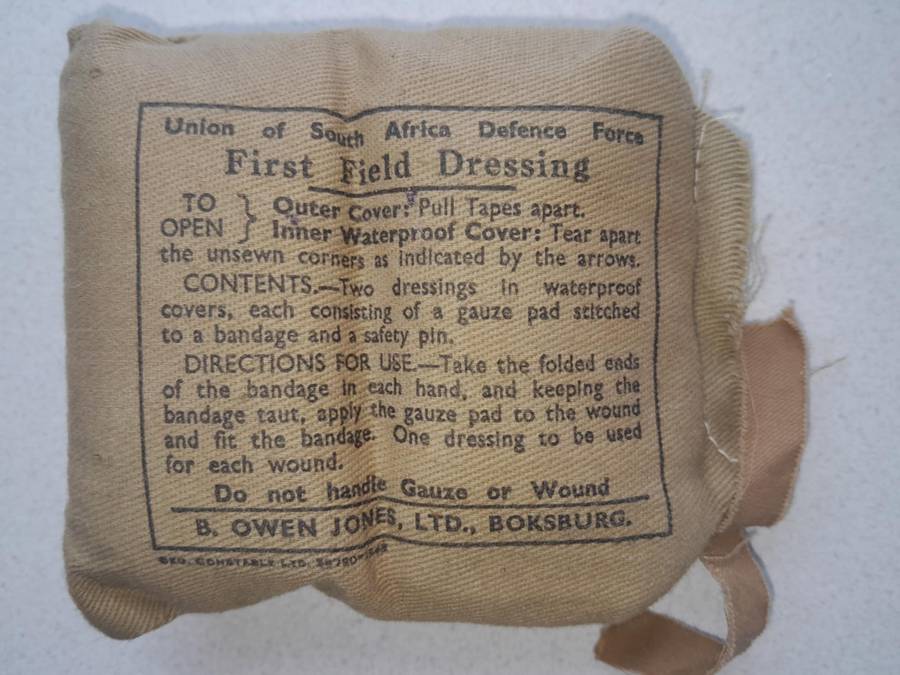 Union of South Africa Defence Force
First Field Dressing
TO OPEN } Outer Cover: Pull Tapes apart.
Inner Waterproof Cover: Tear apart
the unsewn corners as indicated by the arrows.
CONTENTS.—Two dressings in waterproof
covers, each consisting of a gauze pad stitched
to a bandage and a safety pin.
DIRECTIONS FOR USE.—Take the folded ends
of the bandage in each hand, and keeping the
bandage taut, apply the gauze pad to the wound
and fit the bandage. One dressing to be used
for each wound.
Do not handle Gauze or Wound
B. OWEN JONES, LTD., BOKSBURG.
GEO. CONSTABLE LTD.